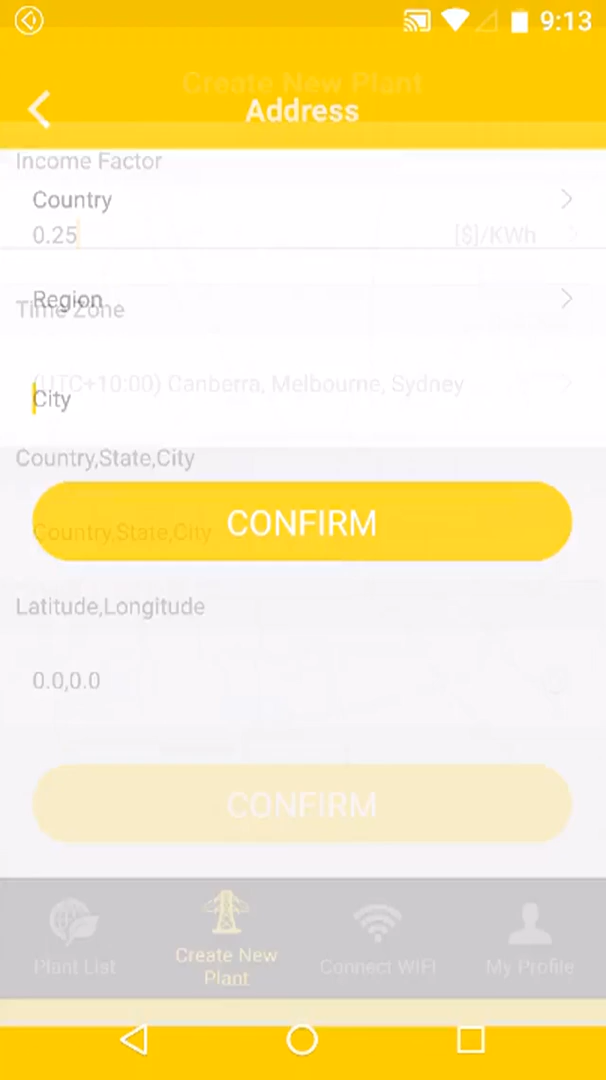 9:13
Create New Plant
Address
Income Factor
Country
0.25 [$]/KWh
Region
Time Zone
(UTC+10:00) Canberra, Melbourne, Sydney
City
Country,State,City
CONFIRM
Country,State,City
Latitude,Longitude
0.0,0.0
CONFIRM
Plant List
Create New
Plant
Connect WIFI
My Profile